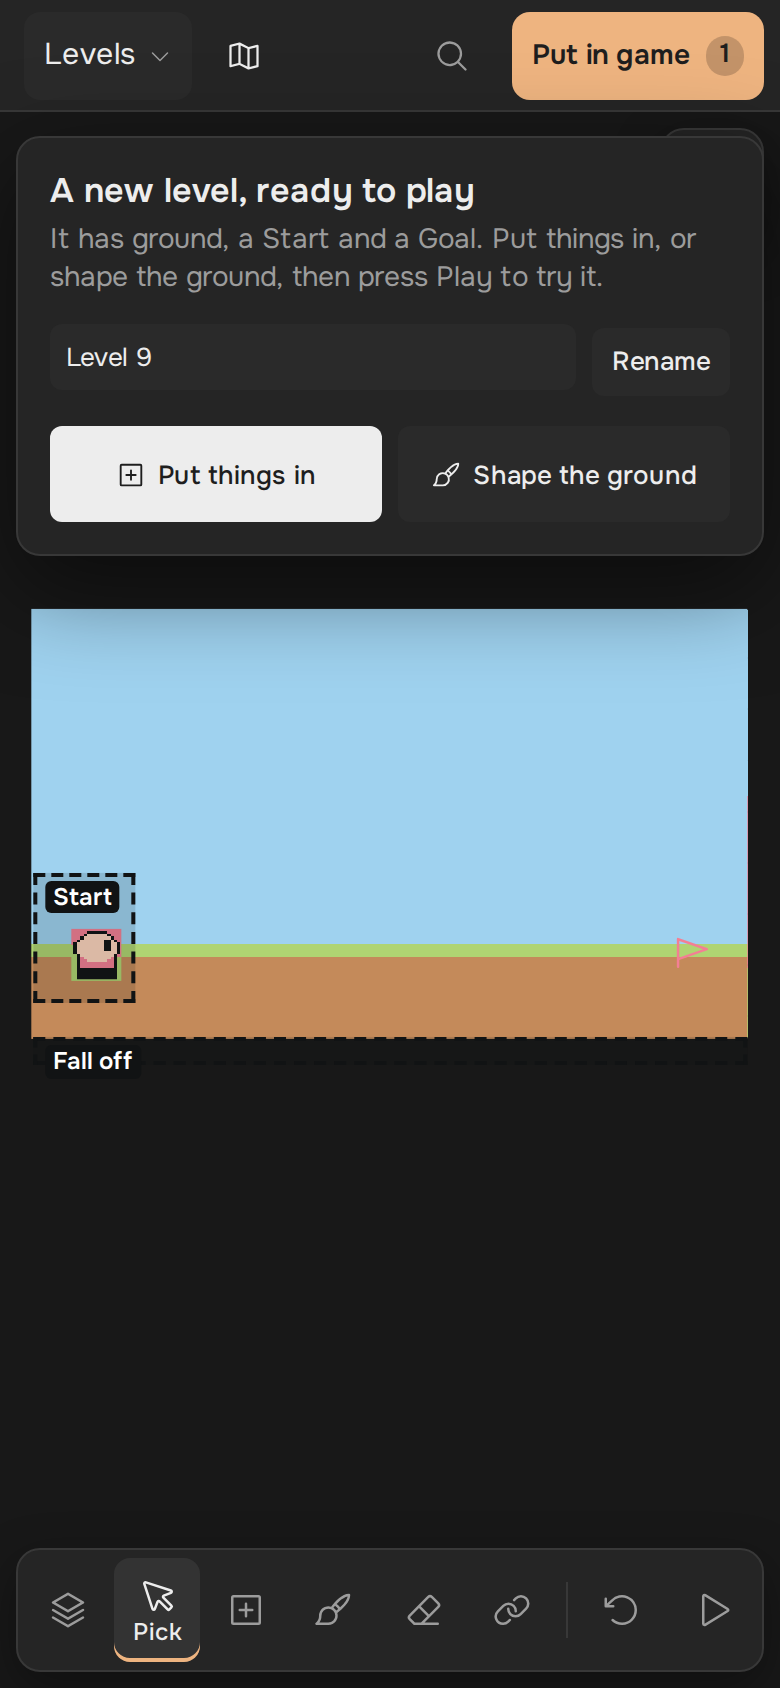 Levels
Put in game 1
A new level, ready to play
It has ground, a Start and a Goal. Put things in, or
shape the ground, then press Play to try it.
Level 9
Rename
Put things in
Shape the ground
Start
Fall off
Pick